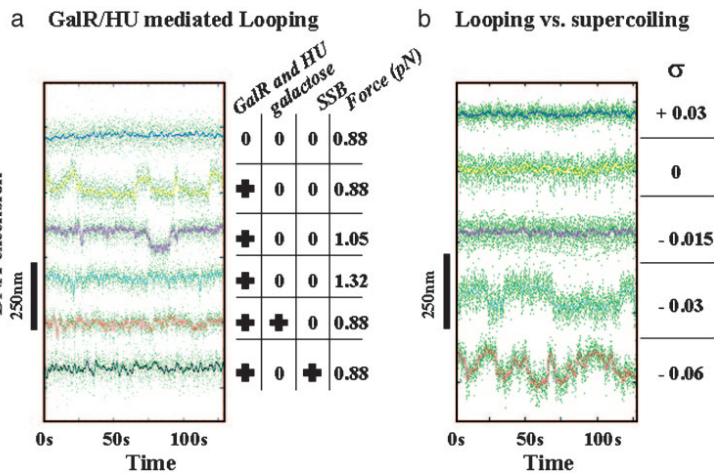 a GalR/HU mediated Looping
GalR and HU
galactose
SSB
Force (pN)
0 0 0 0.88
✚ 0 0 0.88
✚ 0 0 1.05
✚ 0 0 1.32
✚ ✚ 0 0.88
✚ 0 ✚ 0.88
250nm
0s 50s 100s
Time
b Looping vs. supercoiling
σ
+ 0.03
0
- 0.015
- 0.03
- 0.06
250nm
0s 50s 100s
Time